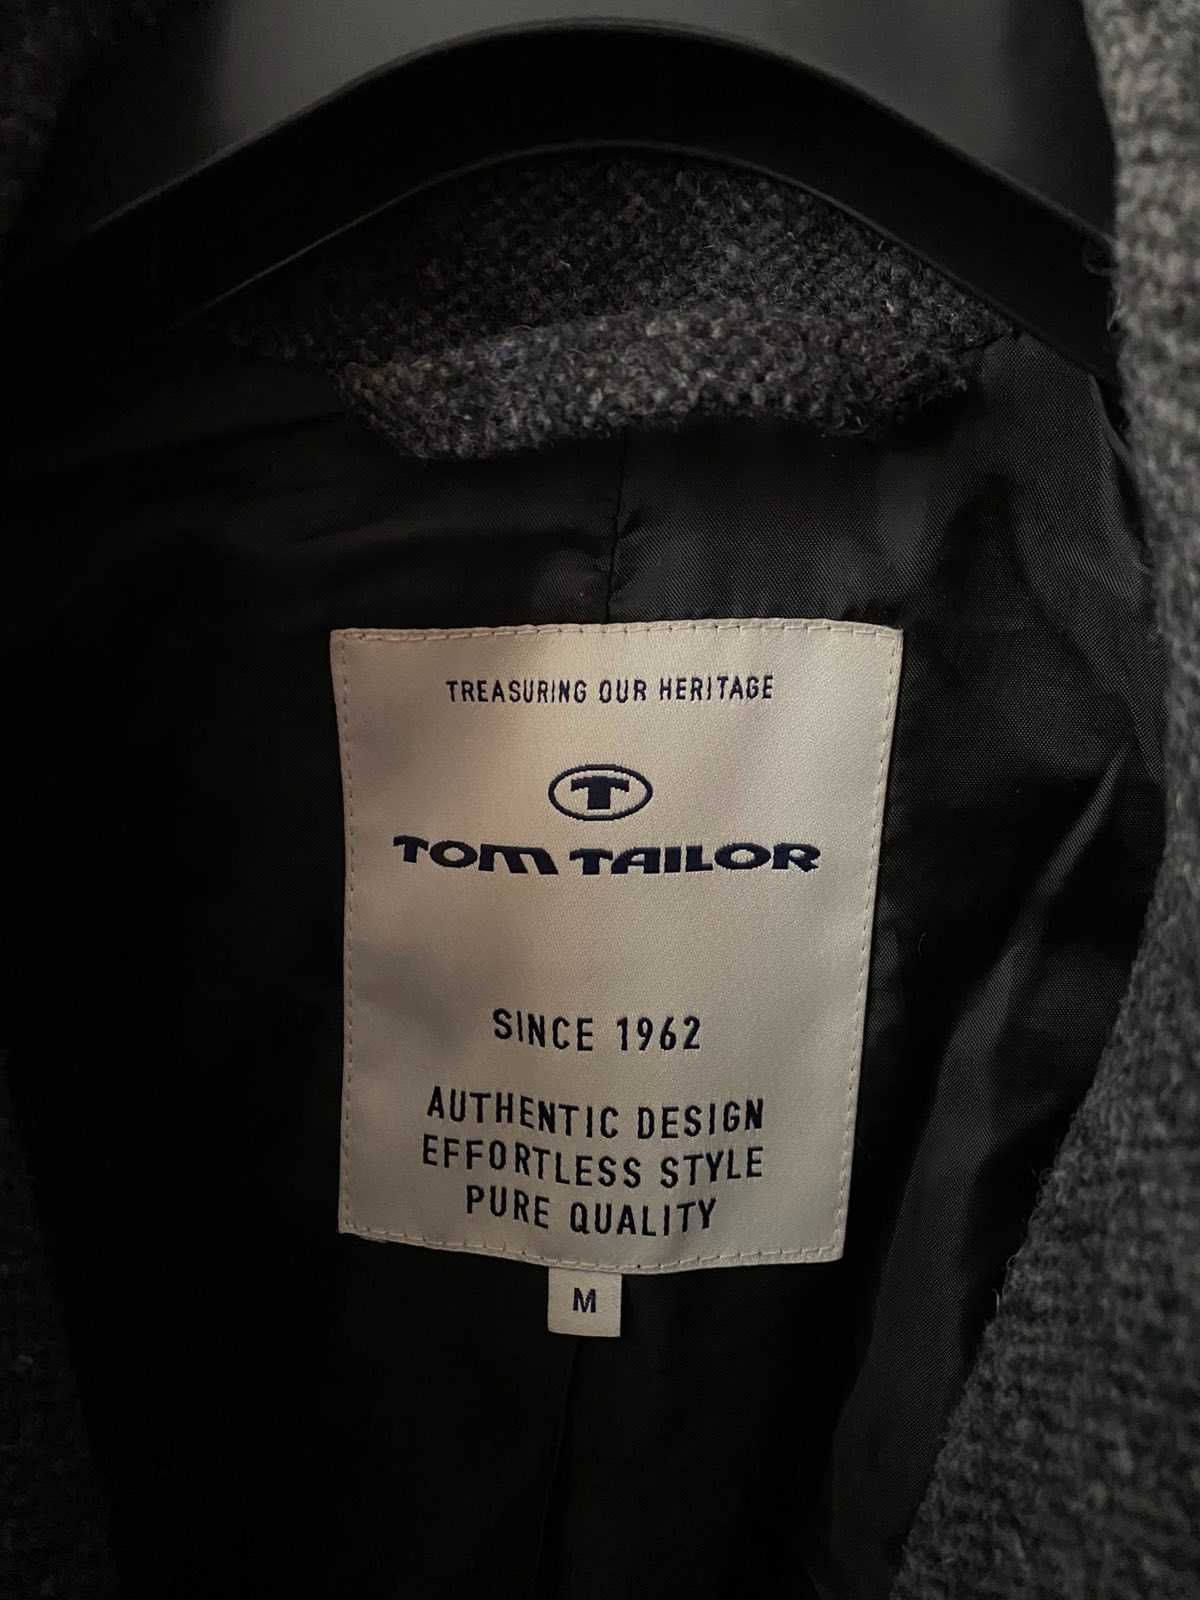 TREASURING OUR HERITAGE
T
TOM TAILOR
SINCE 1962
AUTHENTIC DESIGN
EFFORTLESS STYLE
PURE QUALITY
M